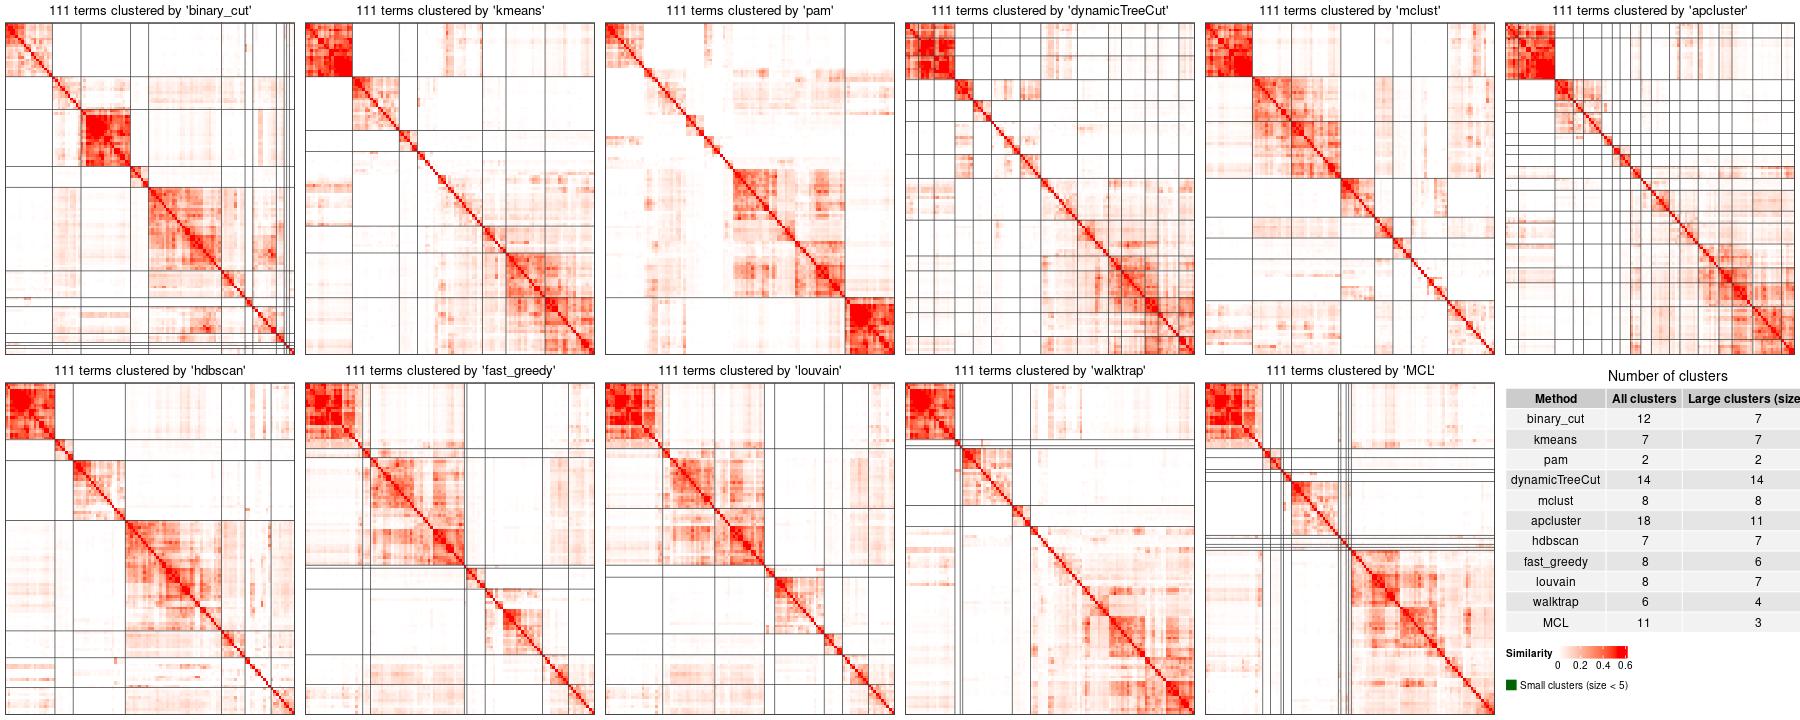 111 terms clustered by 'binary_cut'
111 terms clustered by 'kmeans'
111 terms clustered by 'pam'
111 terms clustered by 'dynamicTreeCut'
111 terms clustered by 'mclust'
111 terms clustered by 'apcluster'
111 terms clustered by 'hdbscan'
111 terms clustered by 'fast_greedy'
111 terms clustered by 'louvain'
111 terms clustered by 'walktrap'
111 terms clustered by 'MCL'
Number of clusters
Method All clusters Large clusters (size
binary_cut 12 7
kmeans 7 7
pam 2 2
dynamicTreeCut 14 14
mclust 8 8
apcluster 18 11
hdbscan 7 7
fast_greedy 8 6
louvain 8 7
walktrap 6 4
MCL 11 3
Similarity
0 0.2 0.4 0.6
Small clusters (size < 5)